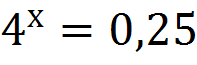 4ˣ = 0,25